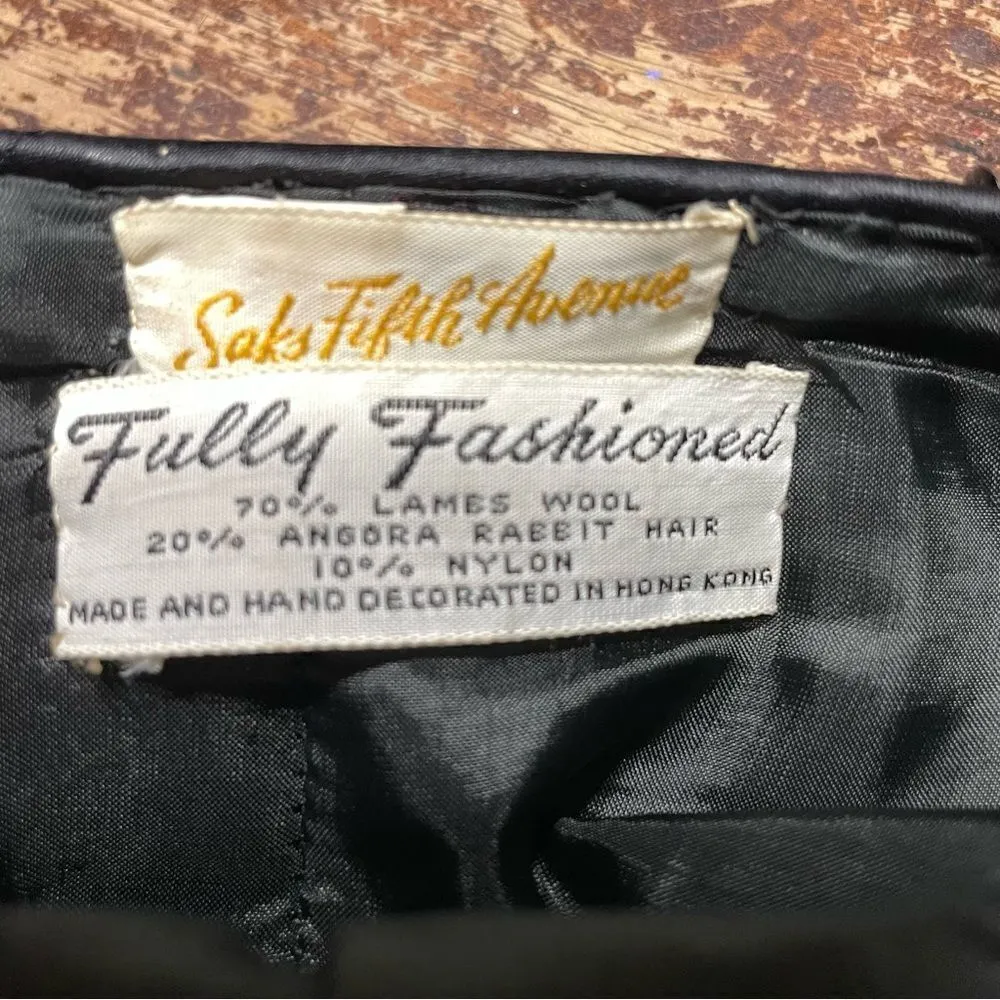 Saks Fifth Avenue
Fully Fashioned
70% LAMBS WOOL
20% ANGORA RABBIT HAIR
10% NYLON
MADE AND HAND DECORATED IN HONG KONG